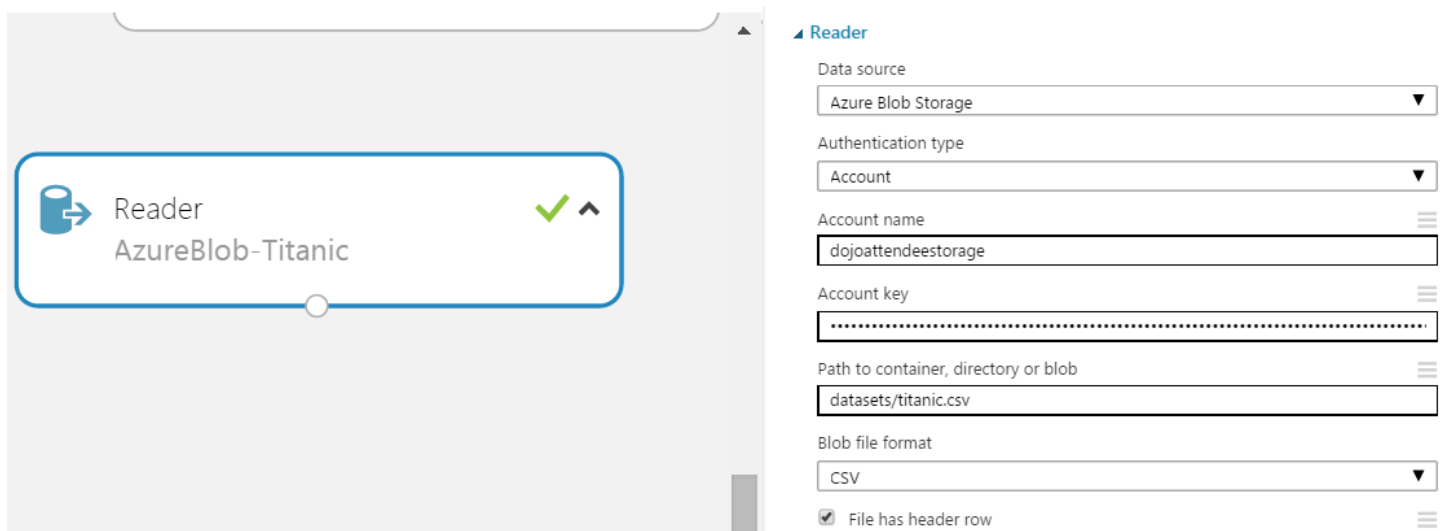 Reader
AzureBlob-Titanic
Reader
Data source
Azure Blob Storage
Authentication type
Account
Account name
dojoattendeestorage
Account key
Path to container, directory or blob
datasets/titanic.csv
Blob file format
CSV
File has header row